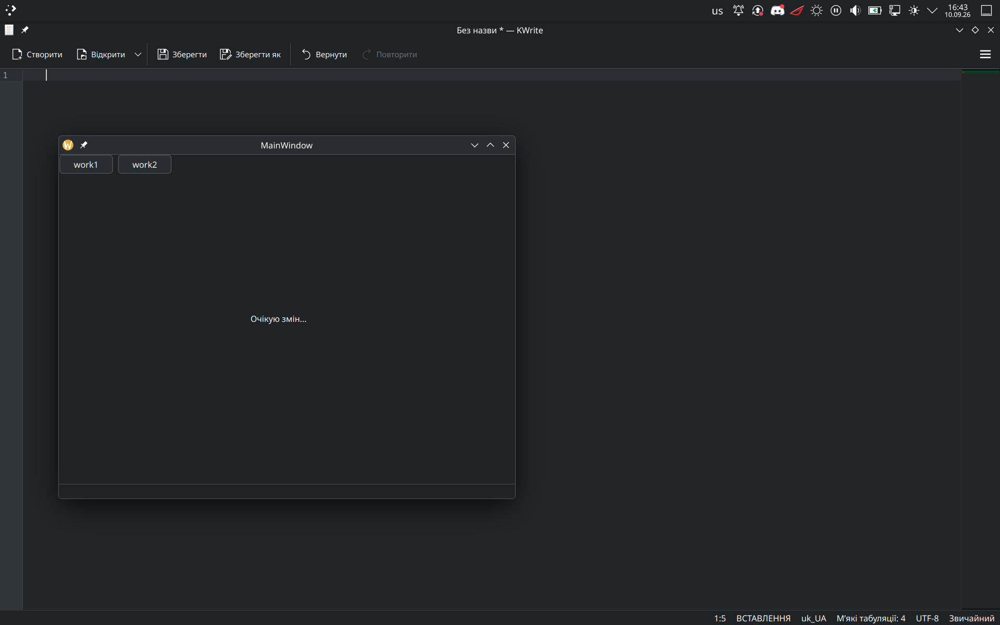 us
16:43
10.09.26
Без назви * — KWrite
Створити Відкрити Зберегти Зберегти як Вернути Повторити
1
MainWindow
work1 work2
Очікую змін...
1:5 ВСТАВЛЕННЯ uk_UA М’які табуляції: 4 UTF-8 Звичайний